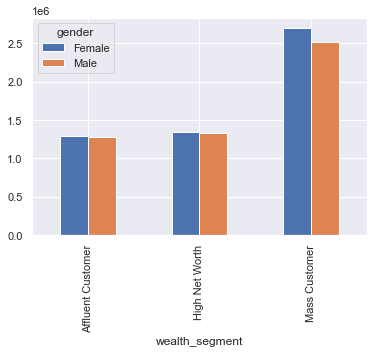 1e6
gender
Female
Male
2.5
2.0
1.5
1.0
0.5
0.0
Affluent Customer
High Net Worth
Mass Customer
wealth_segment